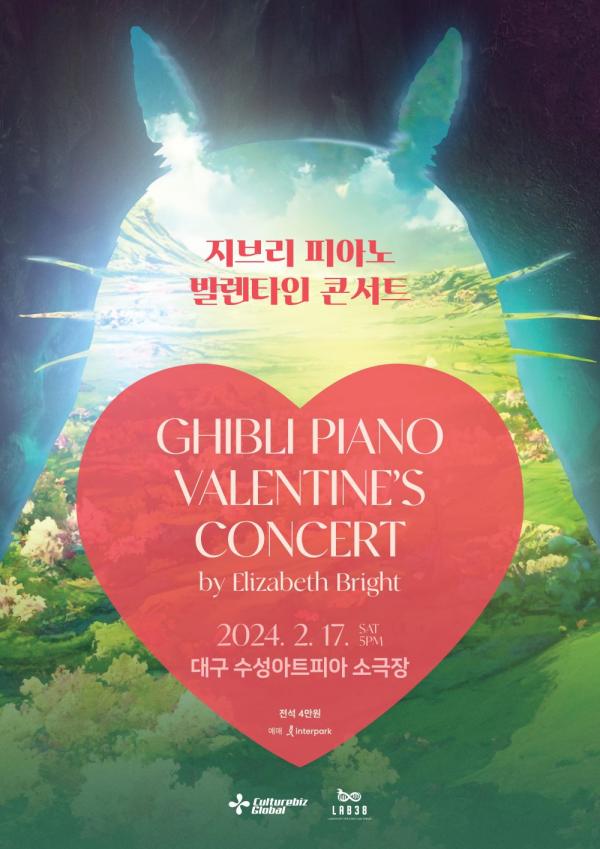 지브리 피아노
발렌타인 콘서트
GHIBLI PIANO
VALENTINE'S
CONCERT
by Elizabeth Bright
2024. 2. 17. SAT 5PM
대구 수성아트피아 소극장
전석 4만원
예매 interpark
Culturebiz Global
LAB38